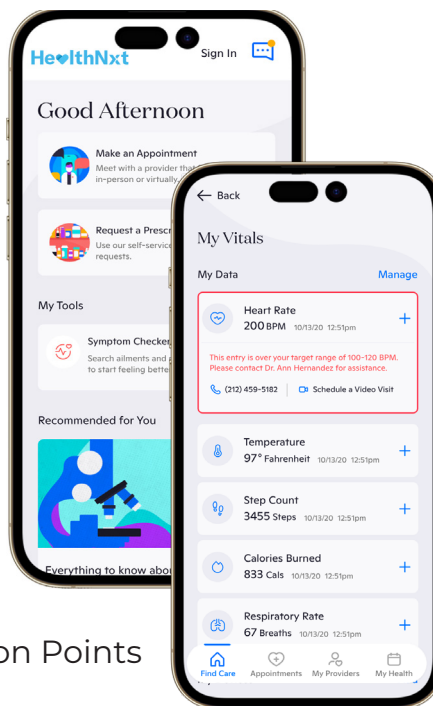 HealthNxt
Sign In
Good Afternoon
Make an Appointment
Meet with a provider that
in-person or virtually.
Request a Prescr
Use our self-service
requests.
My Tools
Symptom Checker
Search ailments and
to start feeling bette
Recommended for You
Everything to know abou
on Points
Back
My Vitals
My Data
Manage
Heart Rate
200 BPM 10/13/20 12:51pm
This entry is over your target range of 100-120 BPM.
Please contact Dr. Ann Hernandez for assistance.
(212) 459-5182 Schedule a Video Visit
Temperature
97° Fahrenheit 10/13/20 12:51pm
Step Count
3455 Steps 10/13/20 12:51pm
Calories Burned
833 Cals 10/13/20 12:51pm
Respiratory Rate
67 Breaths 10/13/20 12:51pm
Find Care Appointments My Providers My Health